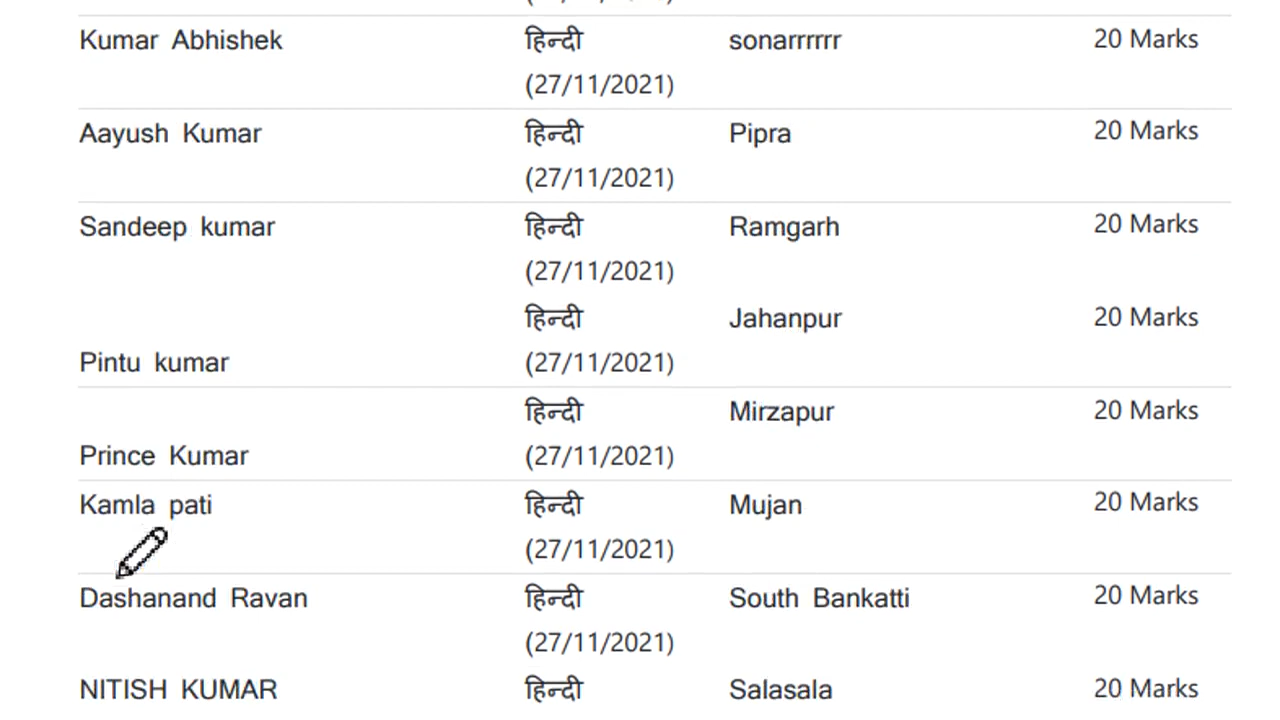 Kumar Abhishek हिन्दी sonarrrrrr 20 Marks
(27/11/2021)
Aayush Kumar हिन्दी Pipra 20 Marks
(27/11/2021)
Sandeep kumar हिन्दी Ramgarh 20 Marks
(27/11/2021)
हिन्दी Jahanpur 20 Marks
Pintu kumar (27/11/2021)
हिन्दी Mirzapur 20 Marks
Prince Kumar (27/11/2021)
Kamla pati हिन्दी Mujan 20 Marks
(27/11/2021)
Dashanand Ravan हिन्दी South Bankatti 20 Marks
(27/11/2021)
NITISH KUMAR हिन्दी Salasala 20 Marks